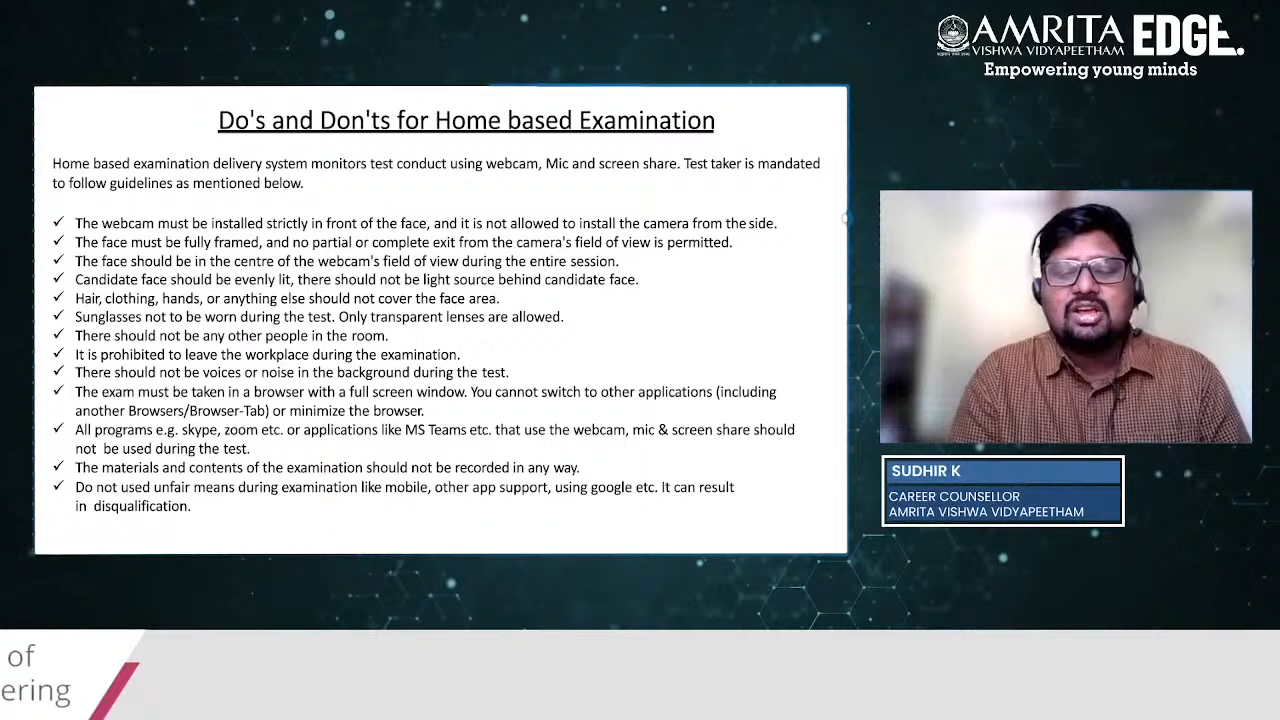 AMRITA EDGE.
VISHWA VIDYAPEETHAM
Empowering young minds
Do's and Don'ts for Home based Examination
Home based examination delivery system monitors test conduct using webcam, Mic and screen share. Test taker is mandated
to follow guidelines as mentioned below.
✓ The webcam must be installed strictly in front of the face, and it is not allowed to install the camera from the side.
✓ The face must be fully framed, and no partial or complete exit from the camera's field of view is permitted.
✓ The face should be in the centre of the webcam's field of view during the entire session.
✓ Candidate face should be evenly lit, there should not be light source behind candidate face.
✓ Hair, clothing, hands, or anything else should not cover the face area.
✓ Sunglasses not to be worn during the test. Only transparent lenses are allowed.
✓ There should not be any other people in the room.
✓ It is prohibited to leave the workplace during the examination.
✓ There should not be voices or noise in the background during the test.
✓ The exam must be taken in a browser with a full screen window. You cannot switch to other applications (including
another Browsers/Browser-Tab) or minimize the browser.
✓ All programs e.g. skype, zoom etc. or applications like MS Teams etc. that use the webcam, mic & screen share should
not be used during the test.
✓ The materials and contents of the examination should not be recorded in any way.
✓ Do not used unfair means during examination like mobile, other app support, using google etc. It can result
in disqualification.
SUDHIR K
CAREER COUNSELLOR
AMRITA VISHWA VIDYAPEETHAM
of
ering